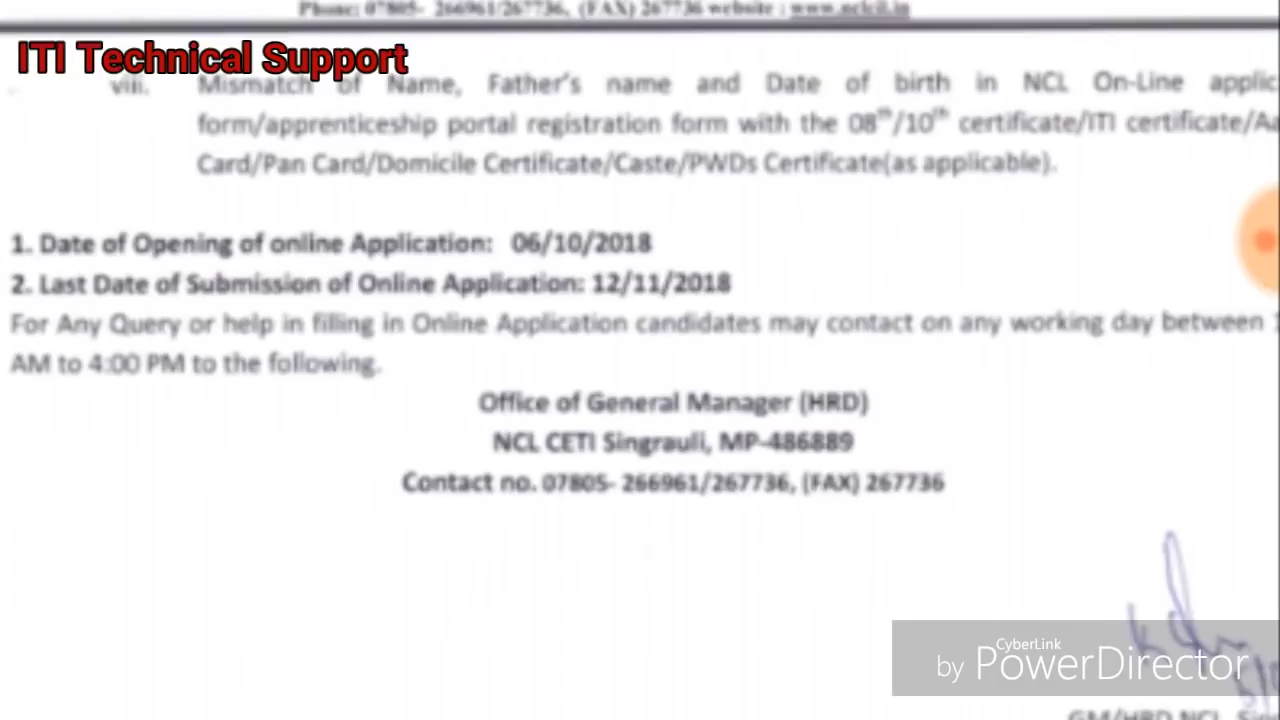 Phone: 07805- 266961/267736, (FAX) 267736 website : www.nclcil.in
ITI Technical Support
viii. Mismatch of Name, Father's name and Date of birth in NCL On-Line applic
form/apprenticeship portal registration form with the 08th/10th certificate/ITI certificate/Aa
Card/Pan Card/Domicile Certificate/Caste/PWDs Certificate(as applicable).
1. Date of Opening of online Application: 06/10/2018
2. Last Date of Submission of Online Application: 12/11/2018
For Any Query or help in filling in Online Application candidates may contact on any working day between
AM to 4:00 PM to the following.
Office of General Manager (HRD)
NCL CETI Singrauli, MP-486889
Contact no. 07805- 266961/267736, (FAX) 267736
CyberLink
by PowerDirector
GM/HRD NCL